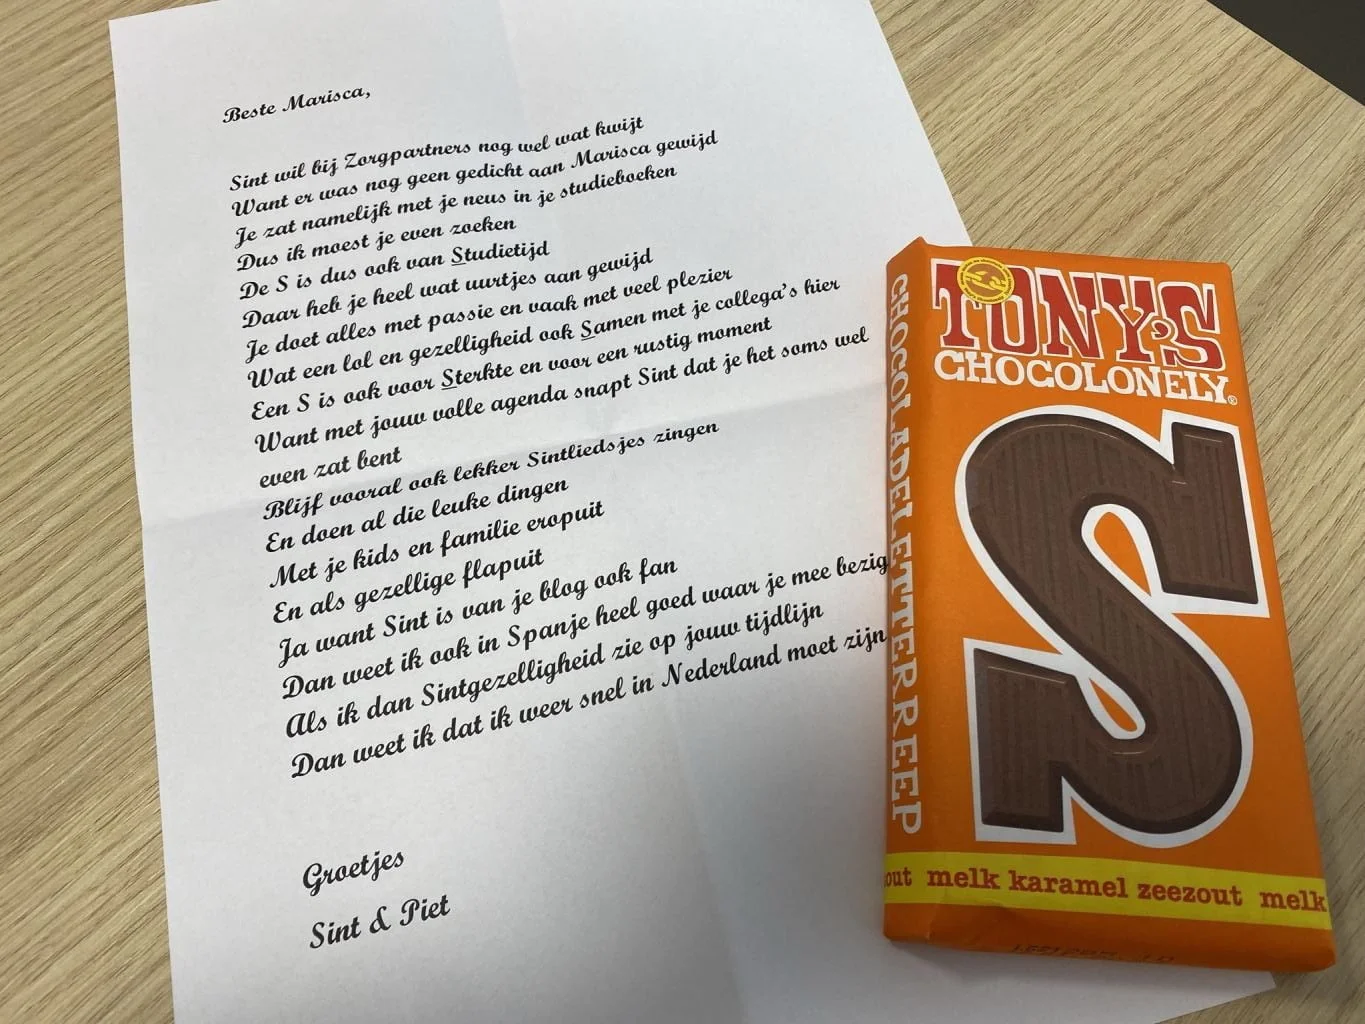 Beste Marisca,
Sint wil bij Zorgpartners nog wel wat kwijt
Want er was nog geen gedicht aan Marisca gewijd
Je zat namelijk met je neus in je studieboeken
Dus ik moest je even zoeken
De S is dus ook van Studietijd
Daar heb je heel wat uurtjes aan gewijd
Je doet alles met passie en vaak met veel plezier
Wat een lol en gezelligheid ook Samen met je collega's hier
Een S is ook voor Sterkte en voor een rustig moment
Want met jouw volle agenda snapt Sint dat je het soms wel
even zat bent
Blijf vooral ook lekker Sintliedsjes zingen
En doen al die leuke dingen
Met je kids en familie eropuit
En als gezellige flapuit
Ja want Sint is van je blog ook fan
Dan weet ik ook in Spanje heel goed waar je mee bezig
Als ik dan Sintgezelligheid zie op jouw tijdlijn
Dan weet ik dat ik weer snel in Nederland moet zijn
Groetjes
Sint & Piet
TONY'S
CHOCOLONELY®
CHOCOLADELETTERREEP
S
out melk karamel zeezout melk